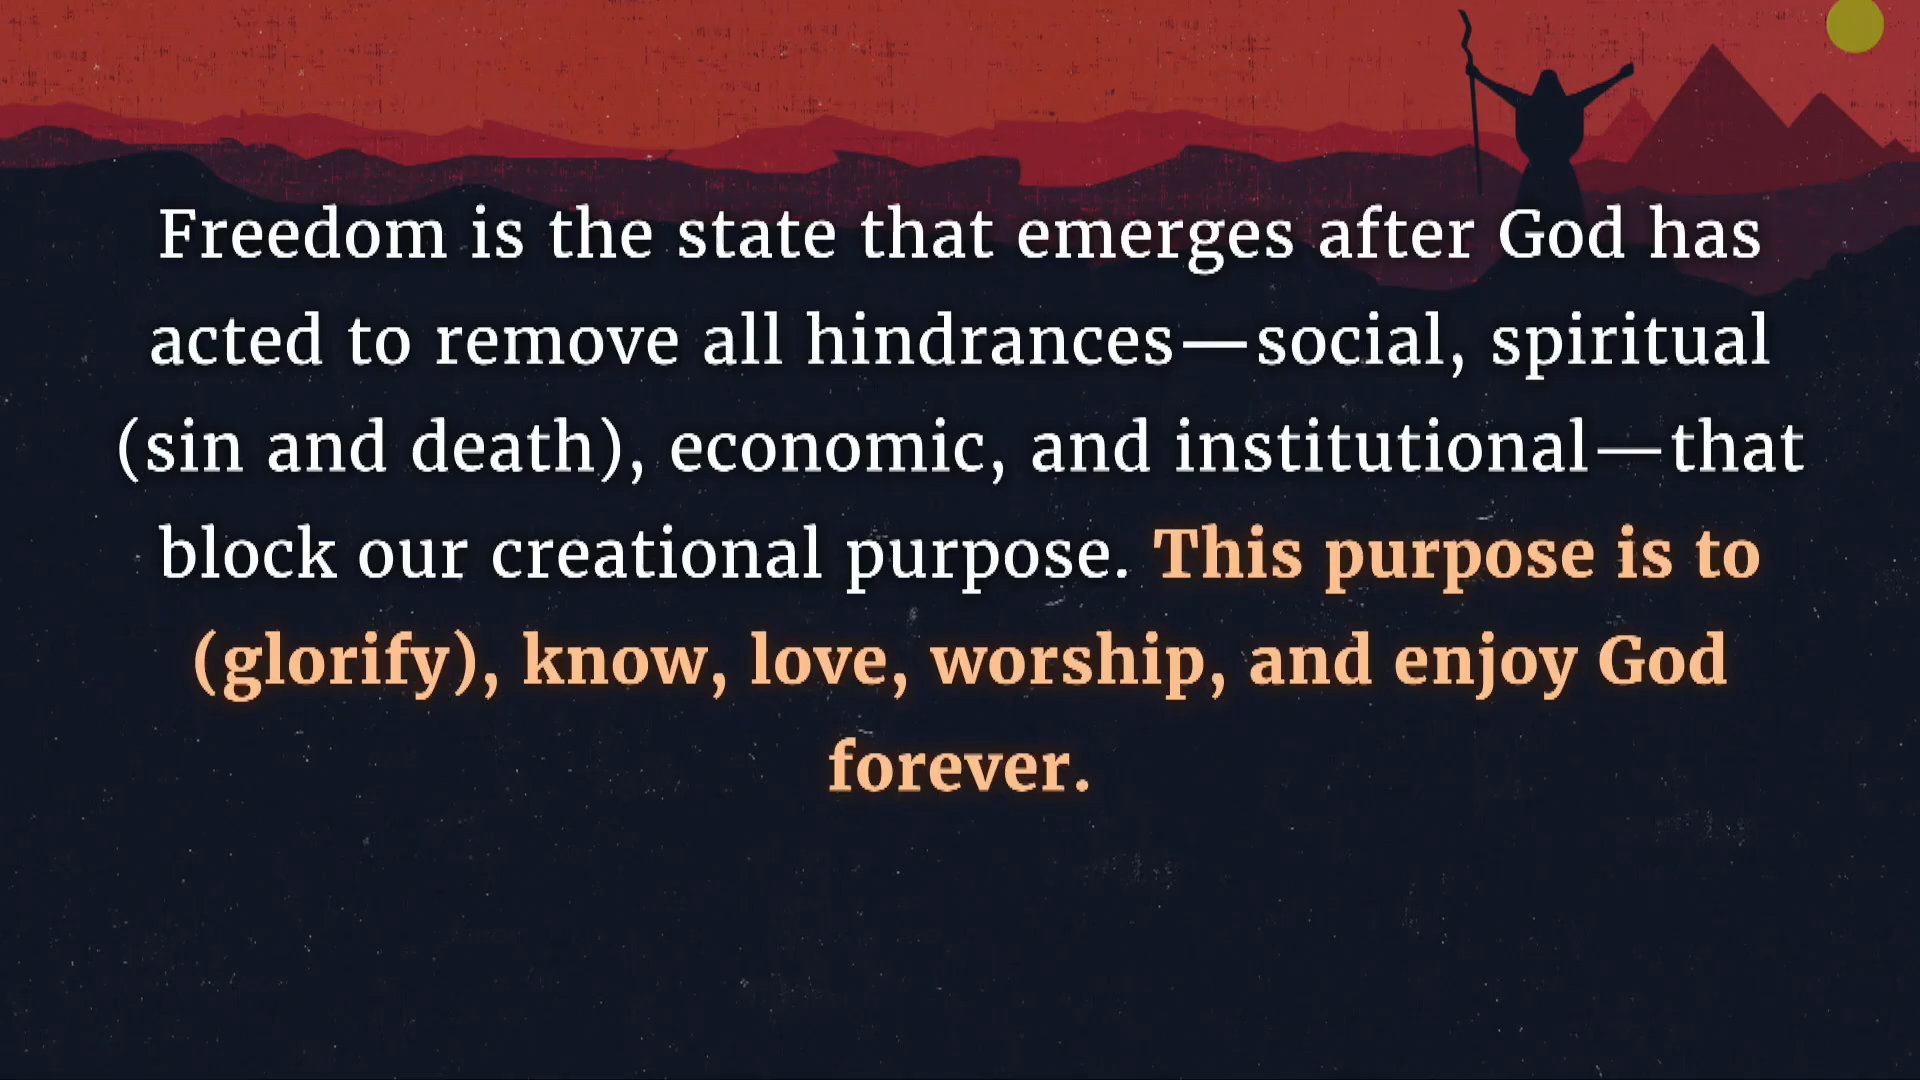 Freedom is the state that emerges after God has
acted to remove all hindrances—social, spiritual
(sin and death), economic, and institutional—that
block our creational purpose. This purpose is to
(glorify), know, love, worship, and enjoy God
forever.